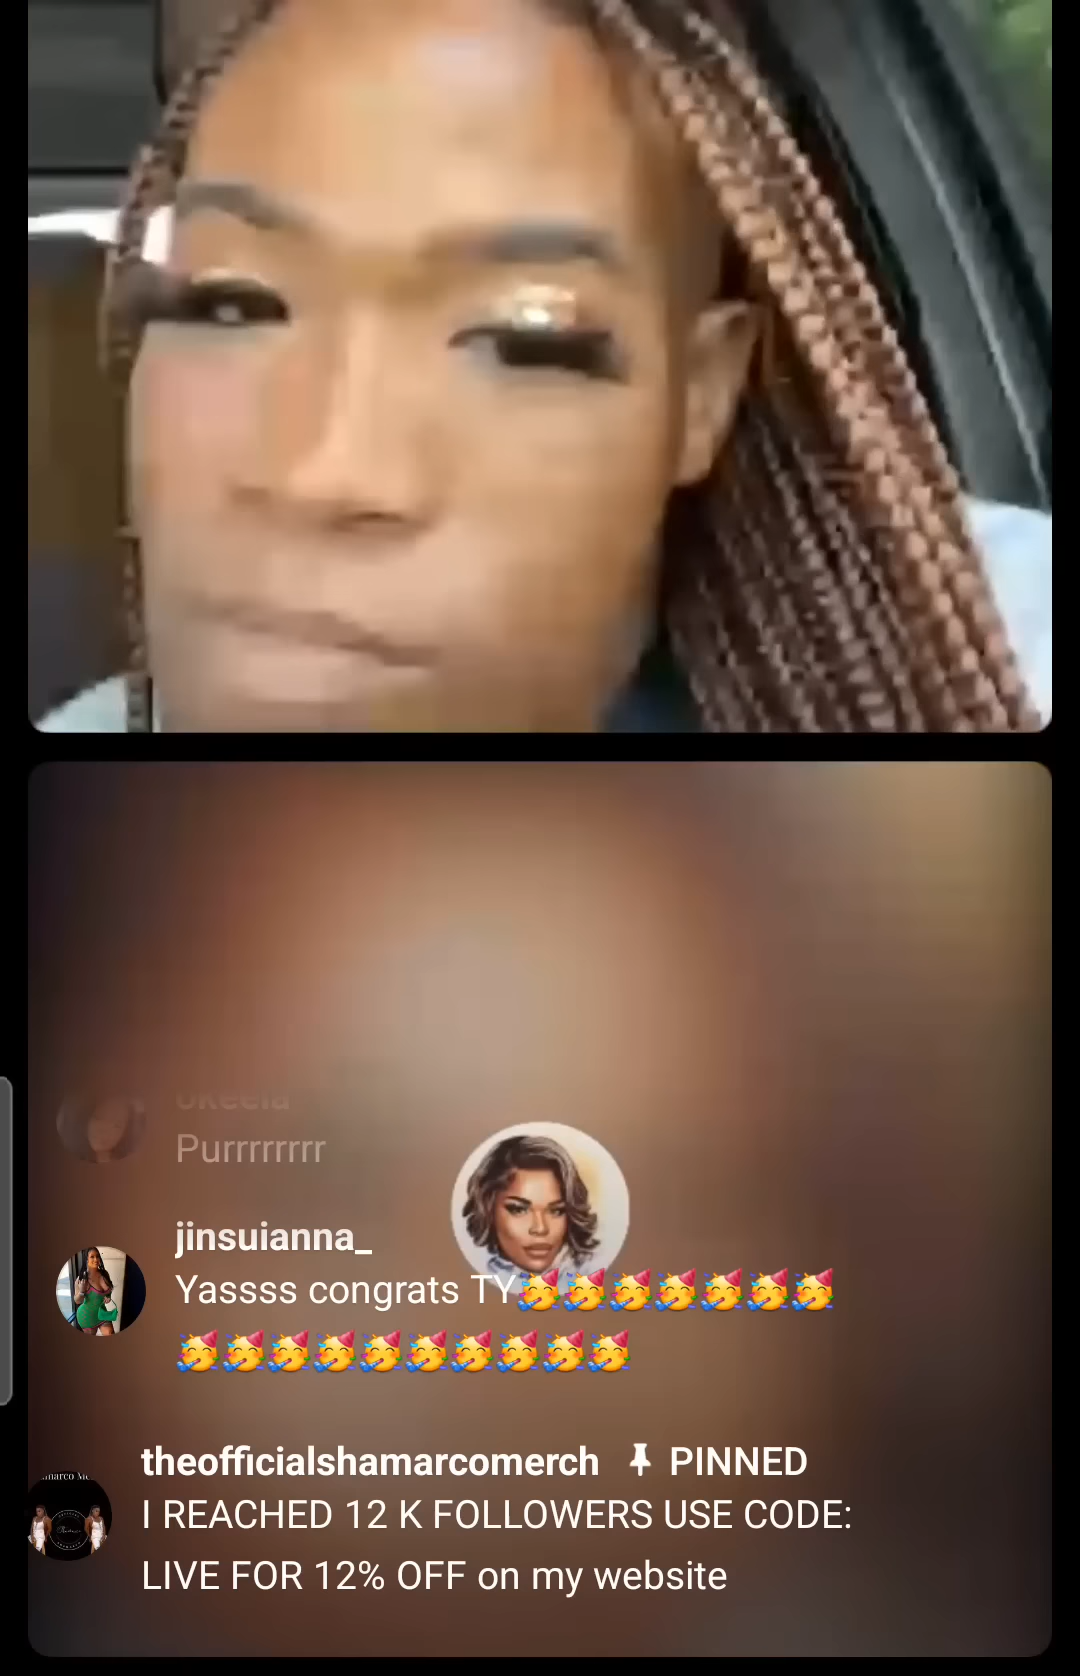 Purrrrrrrr
jinsuianna_
Yassss congrats TY🥳🥳🥳🥳🥳🥳🥳
🥳🥳🥳🥳🥳🥳🥳🥳🥳🥳
theofficialshamarcomerch 📌 PINNED
I REACHED 12 K FOLLOWERS USE CODE:
LIVE FOR 12% OFF on my website